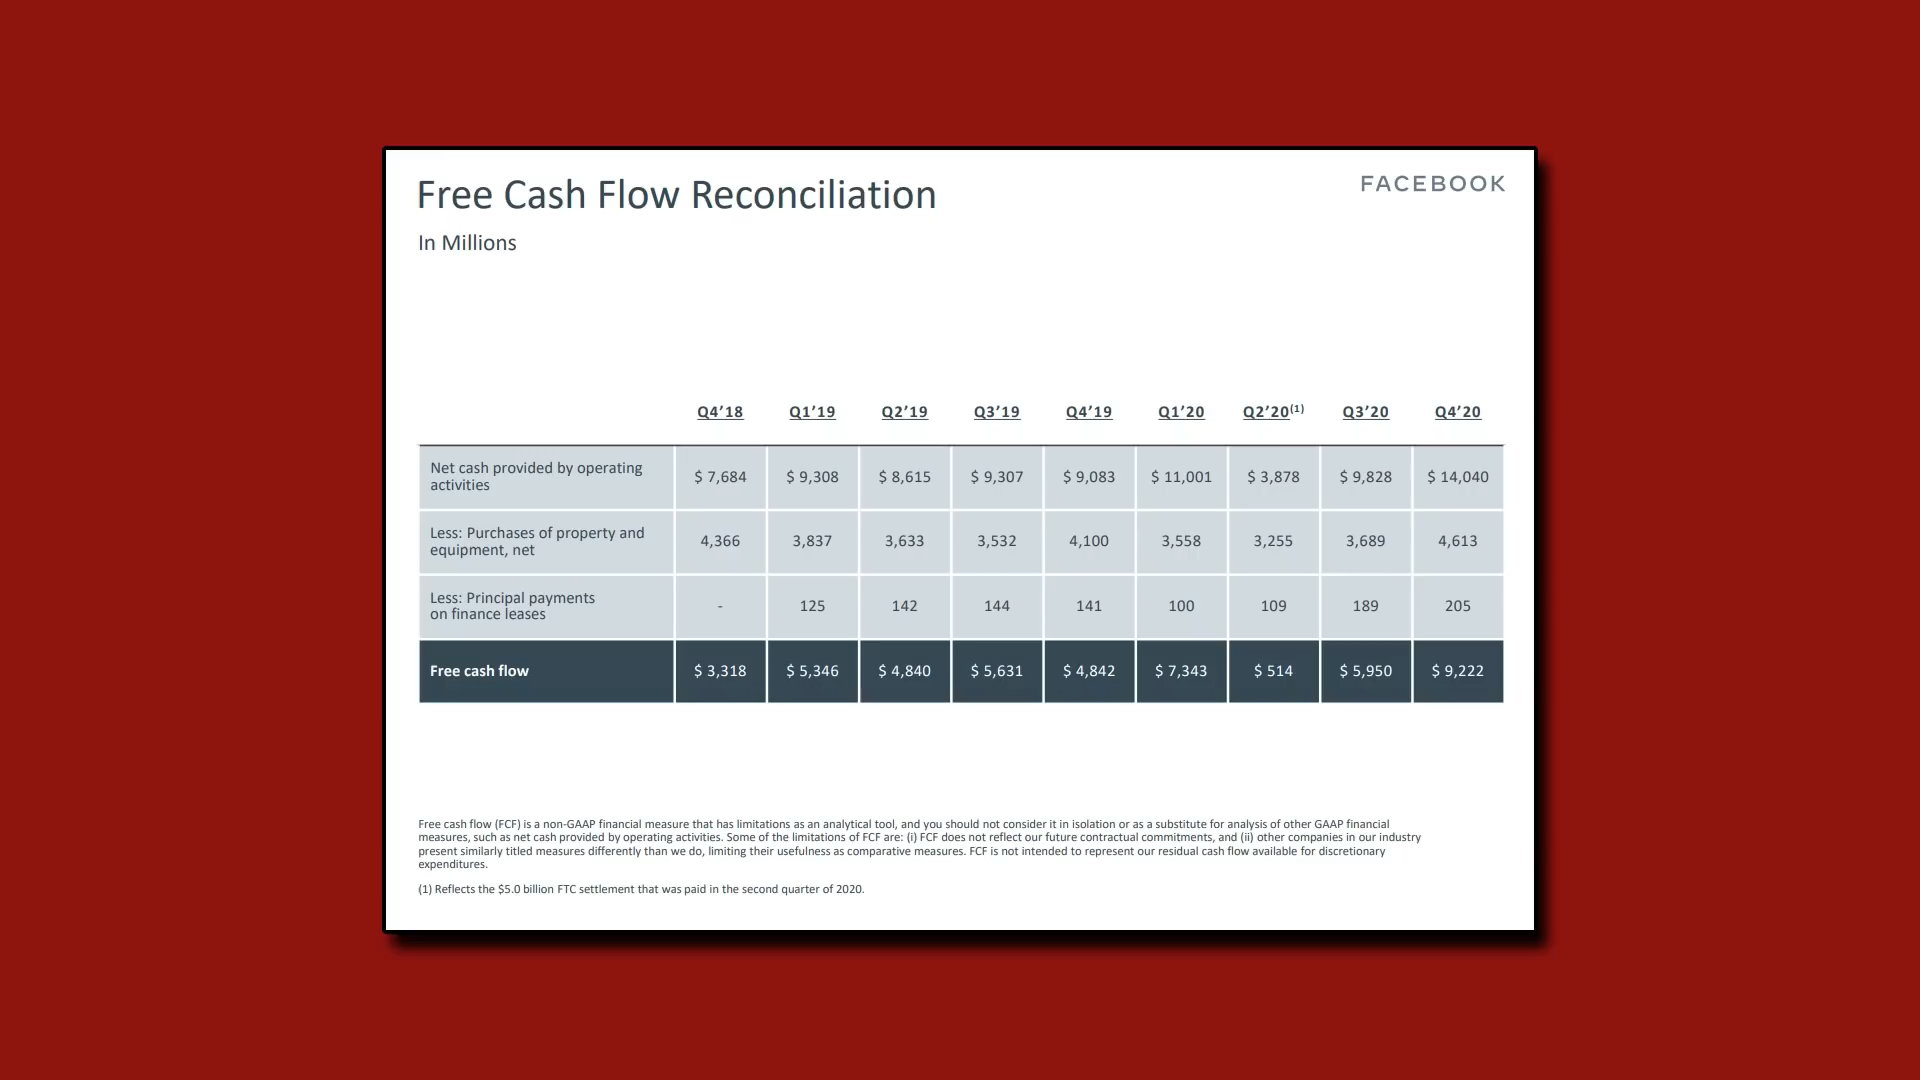 Free Cash Flow Reconciliation
FACEBOOK
In Millions
Q4’18 Q1’19 Q2’19 Q3’19 Q4’19 Q1’20 Q2’20(1) Q3’20 Q4’20
Net cash provided by operating
activities
$ 7,684 $ 9,308 $ 8,615 $ 9,307 $ 9,083 $ 11,001 $ 3,878 $ 9,828 $ 14,040
Less: Purchases of property and
equipment, net
4,366 3,837 3,633 3,532 4,100 3,558 3,255 3,689 4,613
Less: Principal payments
on finance leases
- 125 142 144 141 100 109 189 205
Free cash flow $ 3,318 $ 5,346 $ 4,840 $ 5,631 $ 4,842 $ 7,343 $ 514 $ 5,950 $ 9,222
Free cash flow (FCF) is a non-GAAP financial measure that has limitations as an analytical tool, and you should not consider it in isolation or as a substitute for analysis of other GAAP financial
measures, such as net cash provided by operating activities. Some of the limitations of FCF are: (i) FCF does not reflect our future contractual commitments, and (ii) other companies in our industry
present similarly titled measures differently than we do, limiting their usefulness as comparative measures. FCF is not intended to represent our residual cash flow available for discretionary
expenditures.
(1) Reflects the $5.0 billion FTC settlement that was paid in the second quarter of 2020.